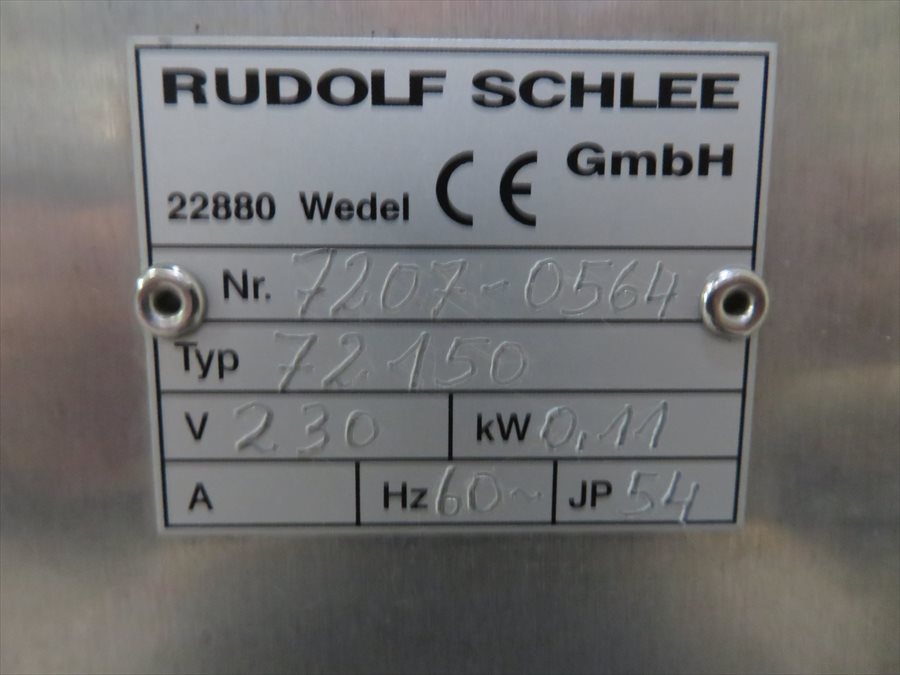 RUDOLF SCHLEE
GmbH
22880 Wedel CE
Nr. 7207-0564
Typ 72150
V 230 kW 0,11
A Hz 60~ JP 54